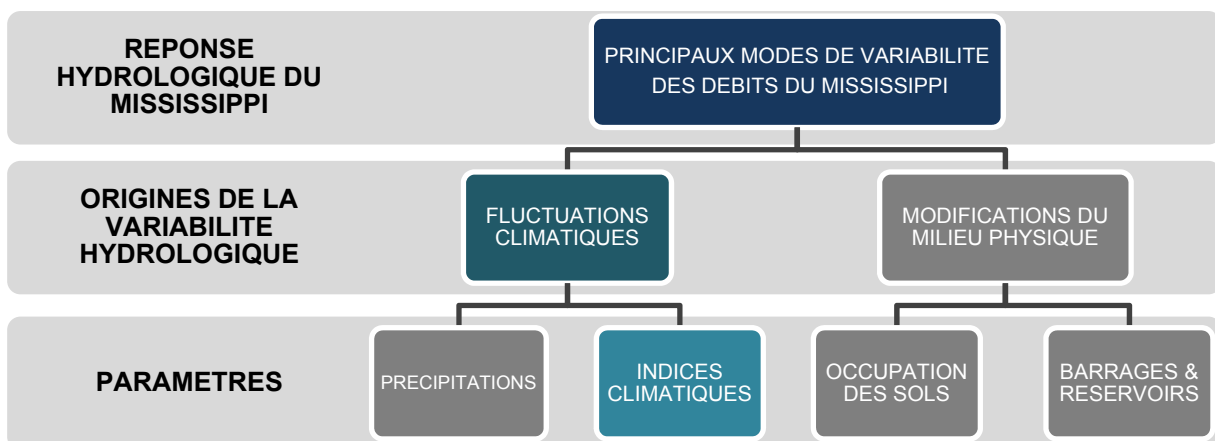 REPONSE
HYDROLOGIQUE DU
MISSISSIPPI
PRINCIPAUX MODES DE VARIABILITE
DES DEBITS DU MISSISSIPPI
ORIGINES DE LA
VARIABILITE
HYDROLOGIQUE
FLUCTUATIONS
CLIMATIQUES
MODIFICATIONS DU
MILIEU PHYSIQUE
PARAMETRES
PRECIPITATIONS
INDICES
CLIMATIQUES
OCCUPATION
DES SOLS
BARRAGES &
RESERVOIRS